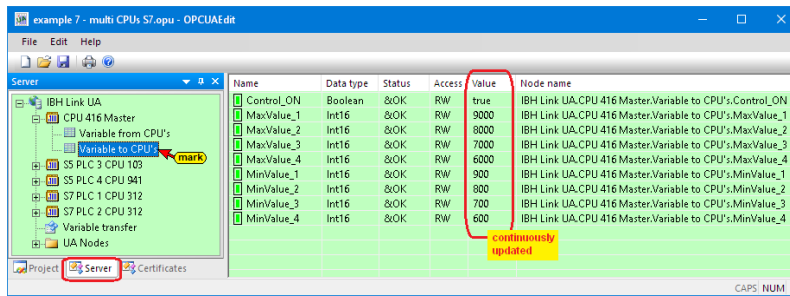 example 7 - multi CPUs S7.opu - OPCUAEdit
File Edit Help
Server
IBH Link UA
CPU 416 Master
Variable from CPU's
Variable to CPU's
mark
S5 PLC 3 CPU 103
S5 PLC 4 CPU 941
S7 PLC 1 CPU 312
S7 PLC 2 CPU 312
Variable transfer
UA Nodes
Project Server Certificates
Name Data type Status Access Value Node name
Control_ON Boolean &OK RW true IBH Link UA.CPU 416 Master.Variable to CPU's.Control_ON
MaxValue_1 Int16 &OK RW 9000 IBH Link UA.CPU 416 Master.Variable to CPU's.MaxValue_1
MaxValue_2 Int16 &OK RW 8000 IBH Link UA.CPU 416 Master.Variable to CPU's.MaxValue_2
MaxValue_3 Int16 &OK RW 7000 IBH Link UA.CPU 416 Master.Variable to CPU's.MaxValue_3
MaxValue_4 Int16 &OK RW 6000 IBH Link UA.CPU 416 Master.Variable to CPU's.MaxValue_4
MinValue_1 Int16 &OK RW 900 IBH Link UA.CPU 416 Master.Variable to CPU's.MinValue_1
MinValue_2 Int16 &OK RW 800 IBH Link UA.CPU 416 Master.Variable to CPU's.MinValue_2
MinValue_3 Int16 &OK RW 700 IBH Link UA.CPU 416 Master.Variable to CPU's.MinValue_3
MinValue_4 Int16 &OK RW 600 IBH Link UA.CPU 416 Master.Variable to CPU's.MinValue_4
continuously
updated
CAPS NUM